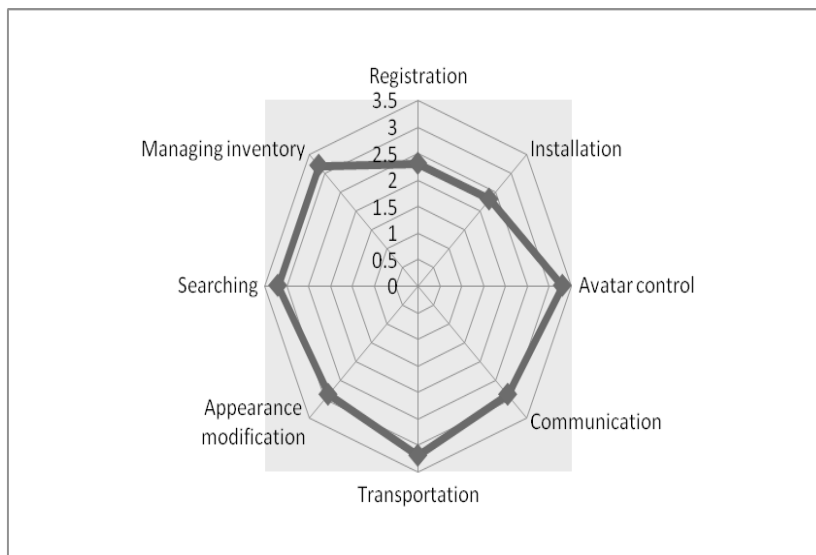 Registration
3.5
3
2.5
2
1.5
1
0.5
0
Installation
Avatar control
Communication
Transportation
Appearance
modification
Searching
Managing inventory